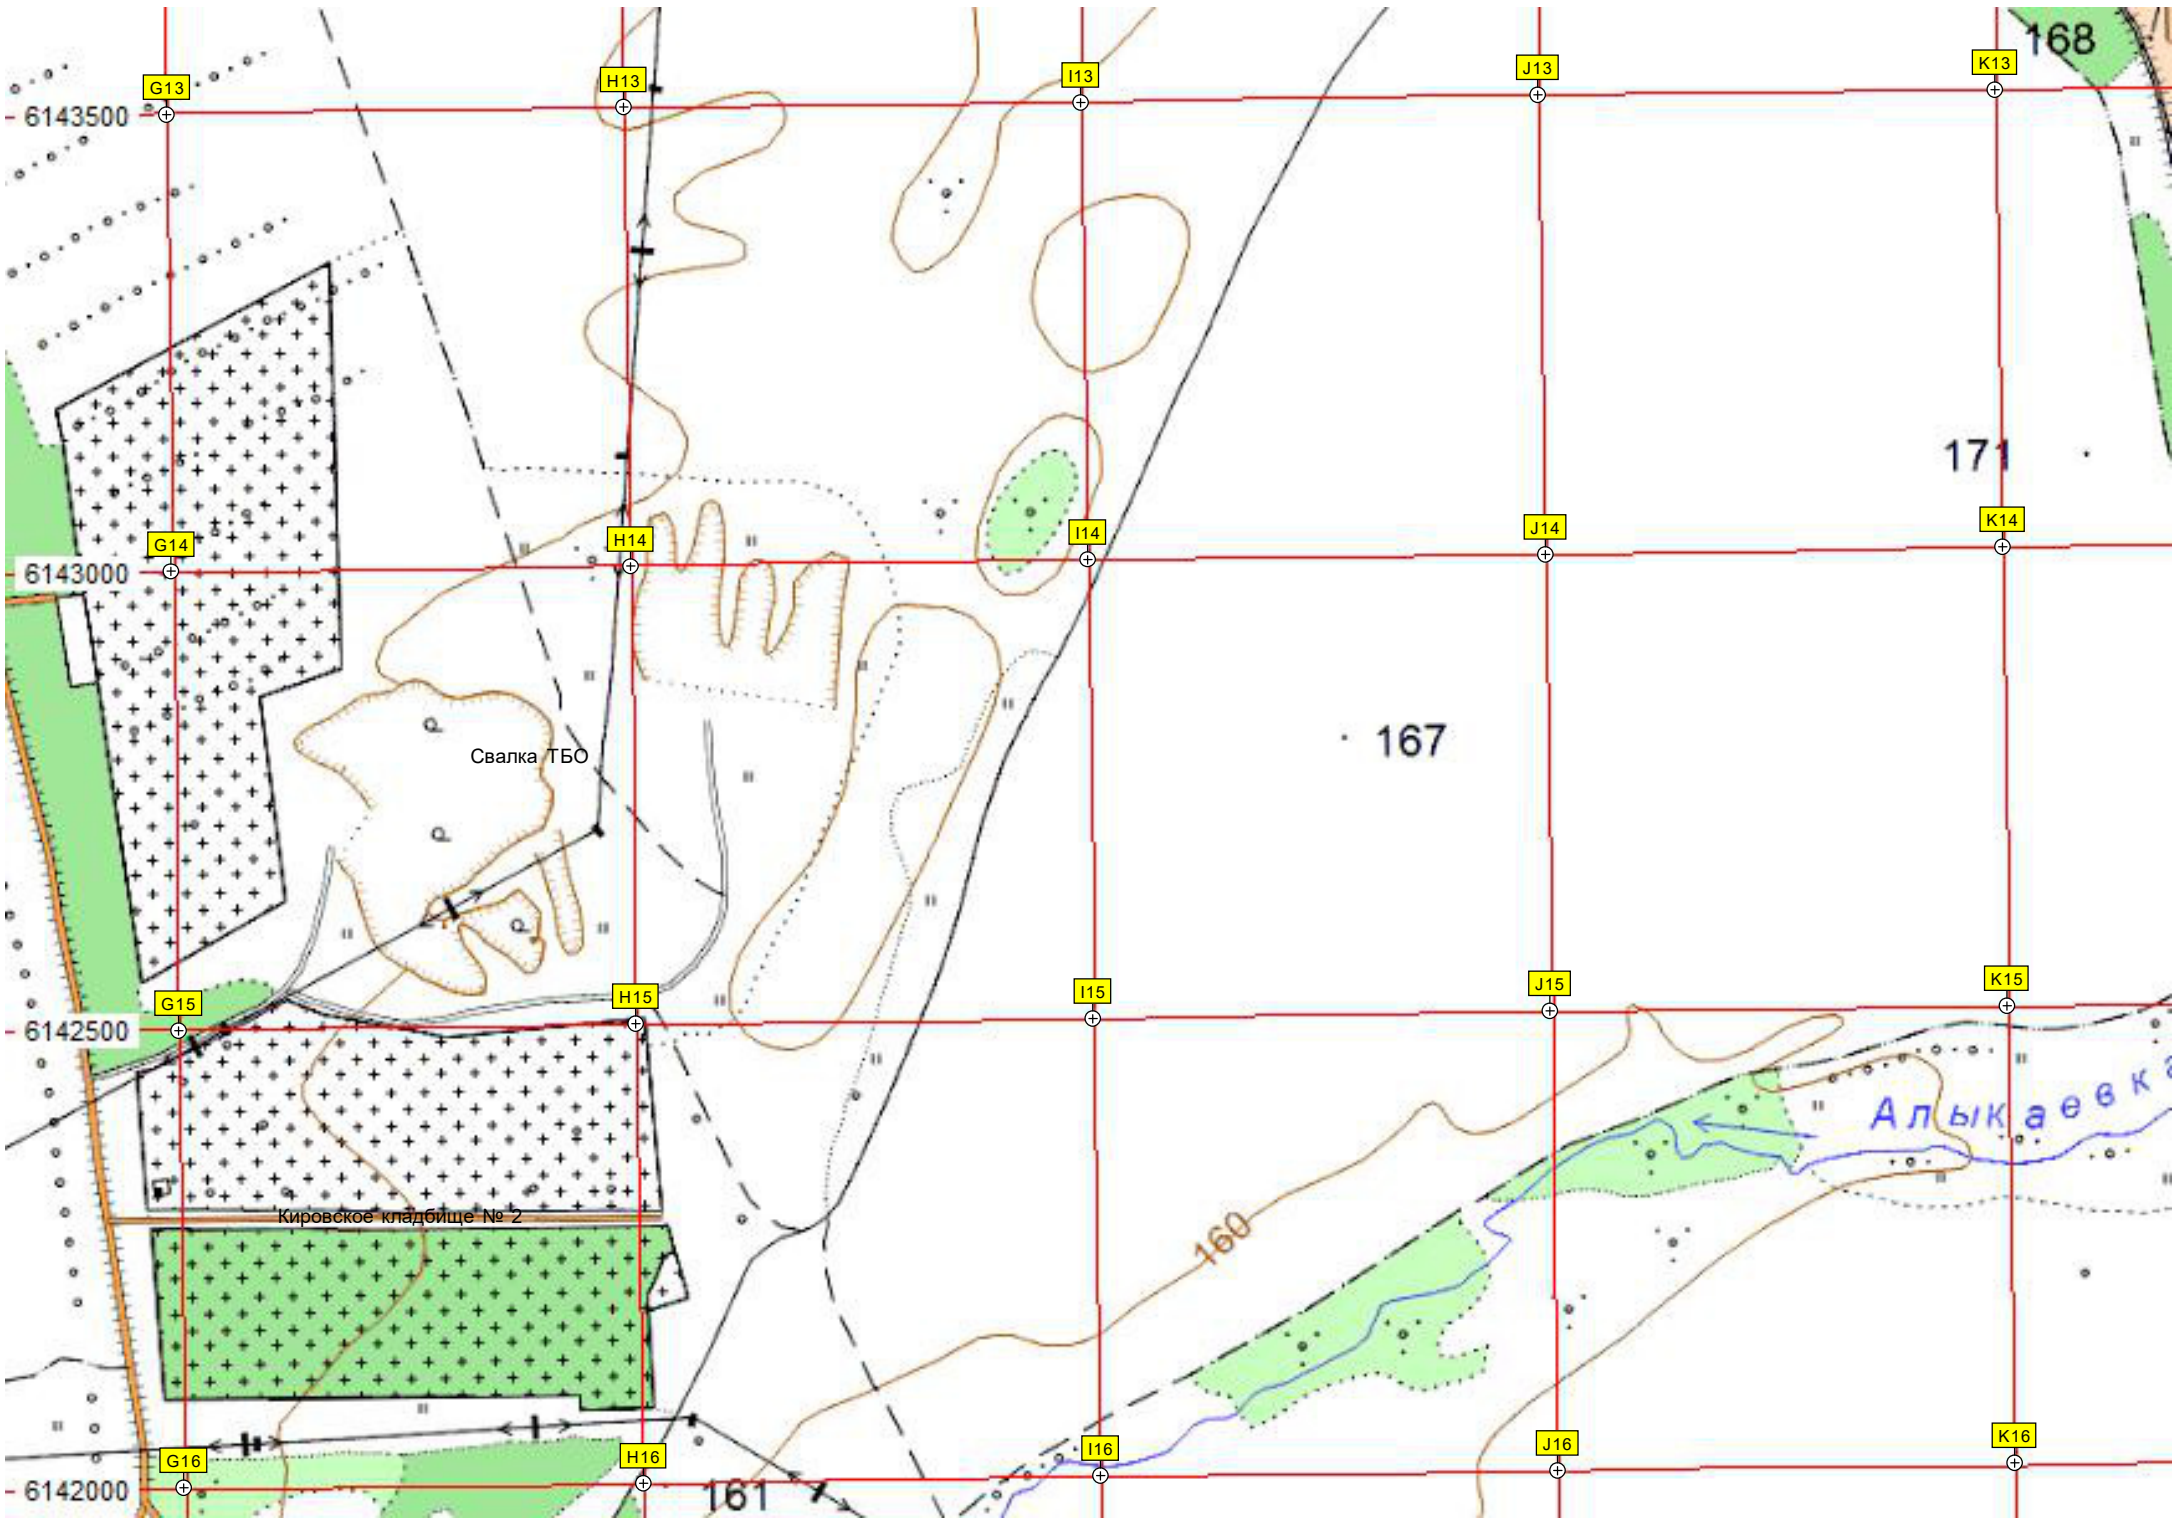 168
G13
H13
I13
J13
K13
6143500
171
G14
H14
I14
J14
K14
6143000
167
Свалка ТБО
G15
H15
I15
J15
K15
6142500
Алыкаевка
160
Кировское кладбище № 2
G16
H16
I16
J16
K16
6142000
161